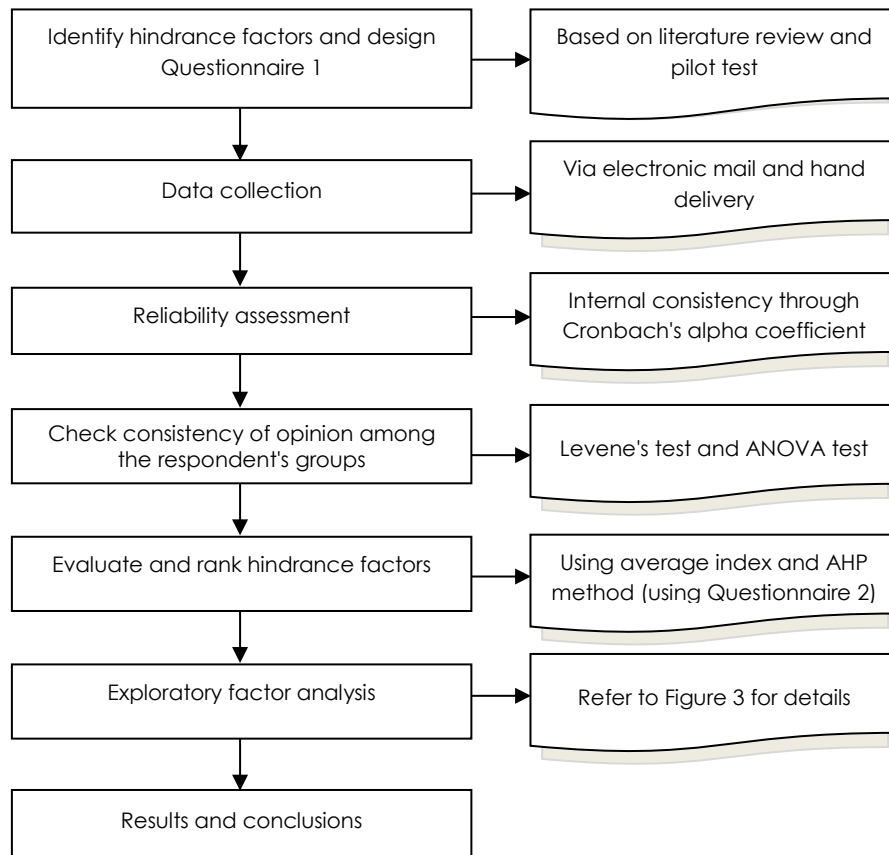 Identify hindrance factors and design
Questionnaire 1
Based on literature review and
pilot test
Data collection
Via electronic mail and hand
delivery
Reliability assessment
Internal consistency through
Cronbach's alpha coefficient
Check consistency of opinion among
the respondent's groups
Levene's test and ANOVA test
Evaluate and rank hindrance factors
Using average index and AHP
method (using Questionnaire 2)
Exploratory factor analysis
Refer to Figure 3 for details
Results and conclusions